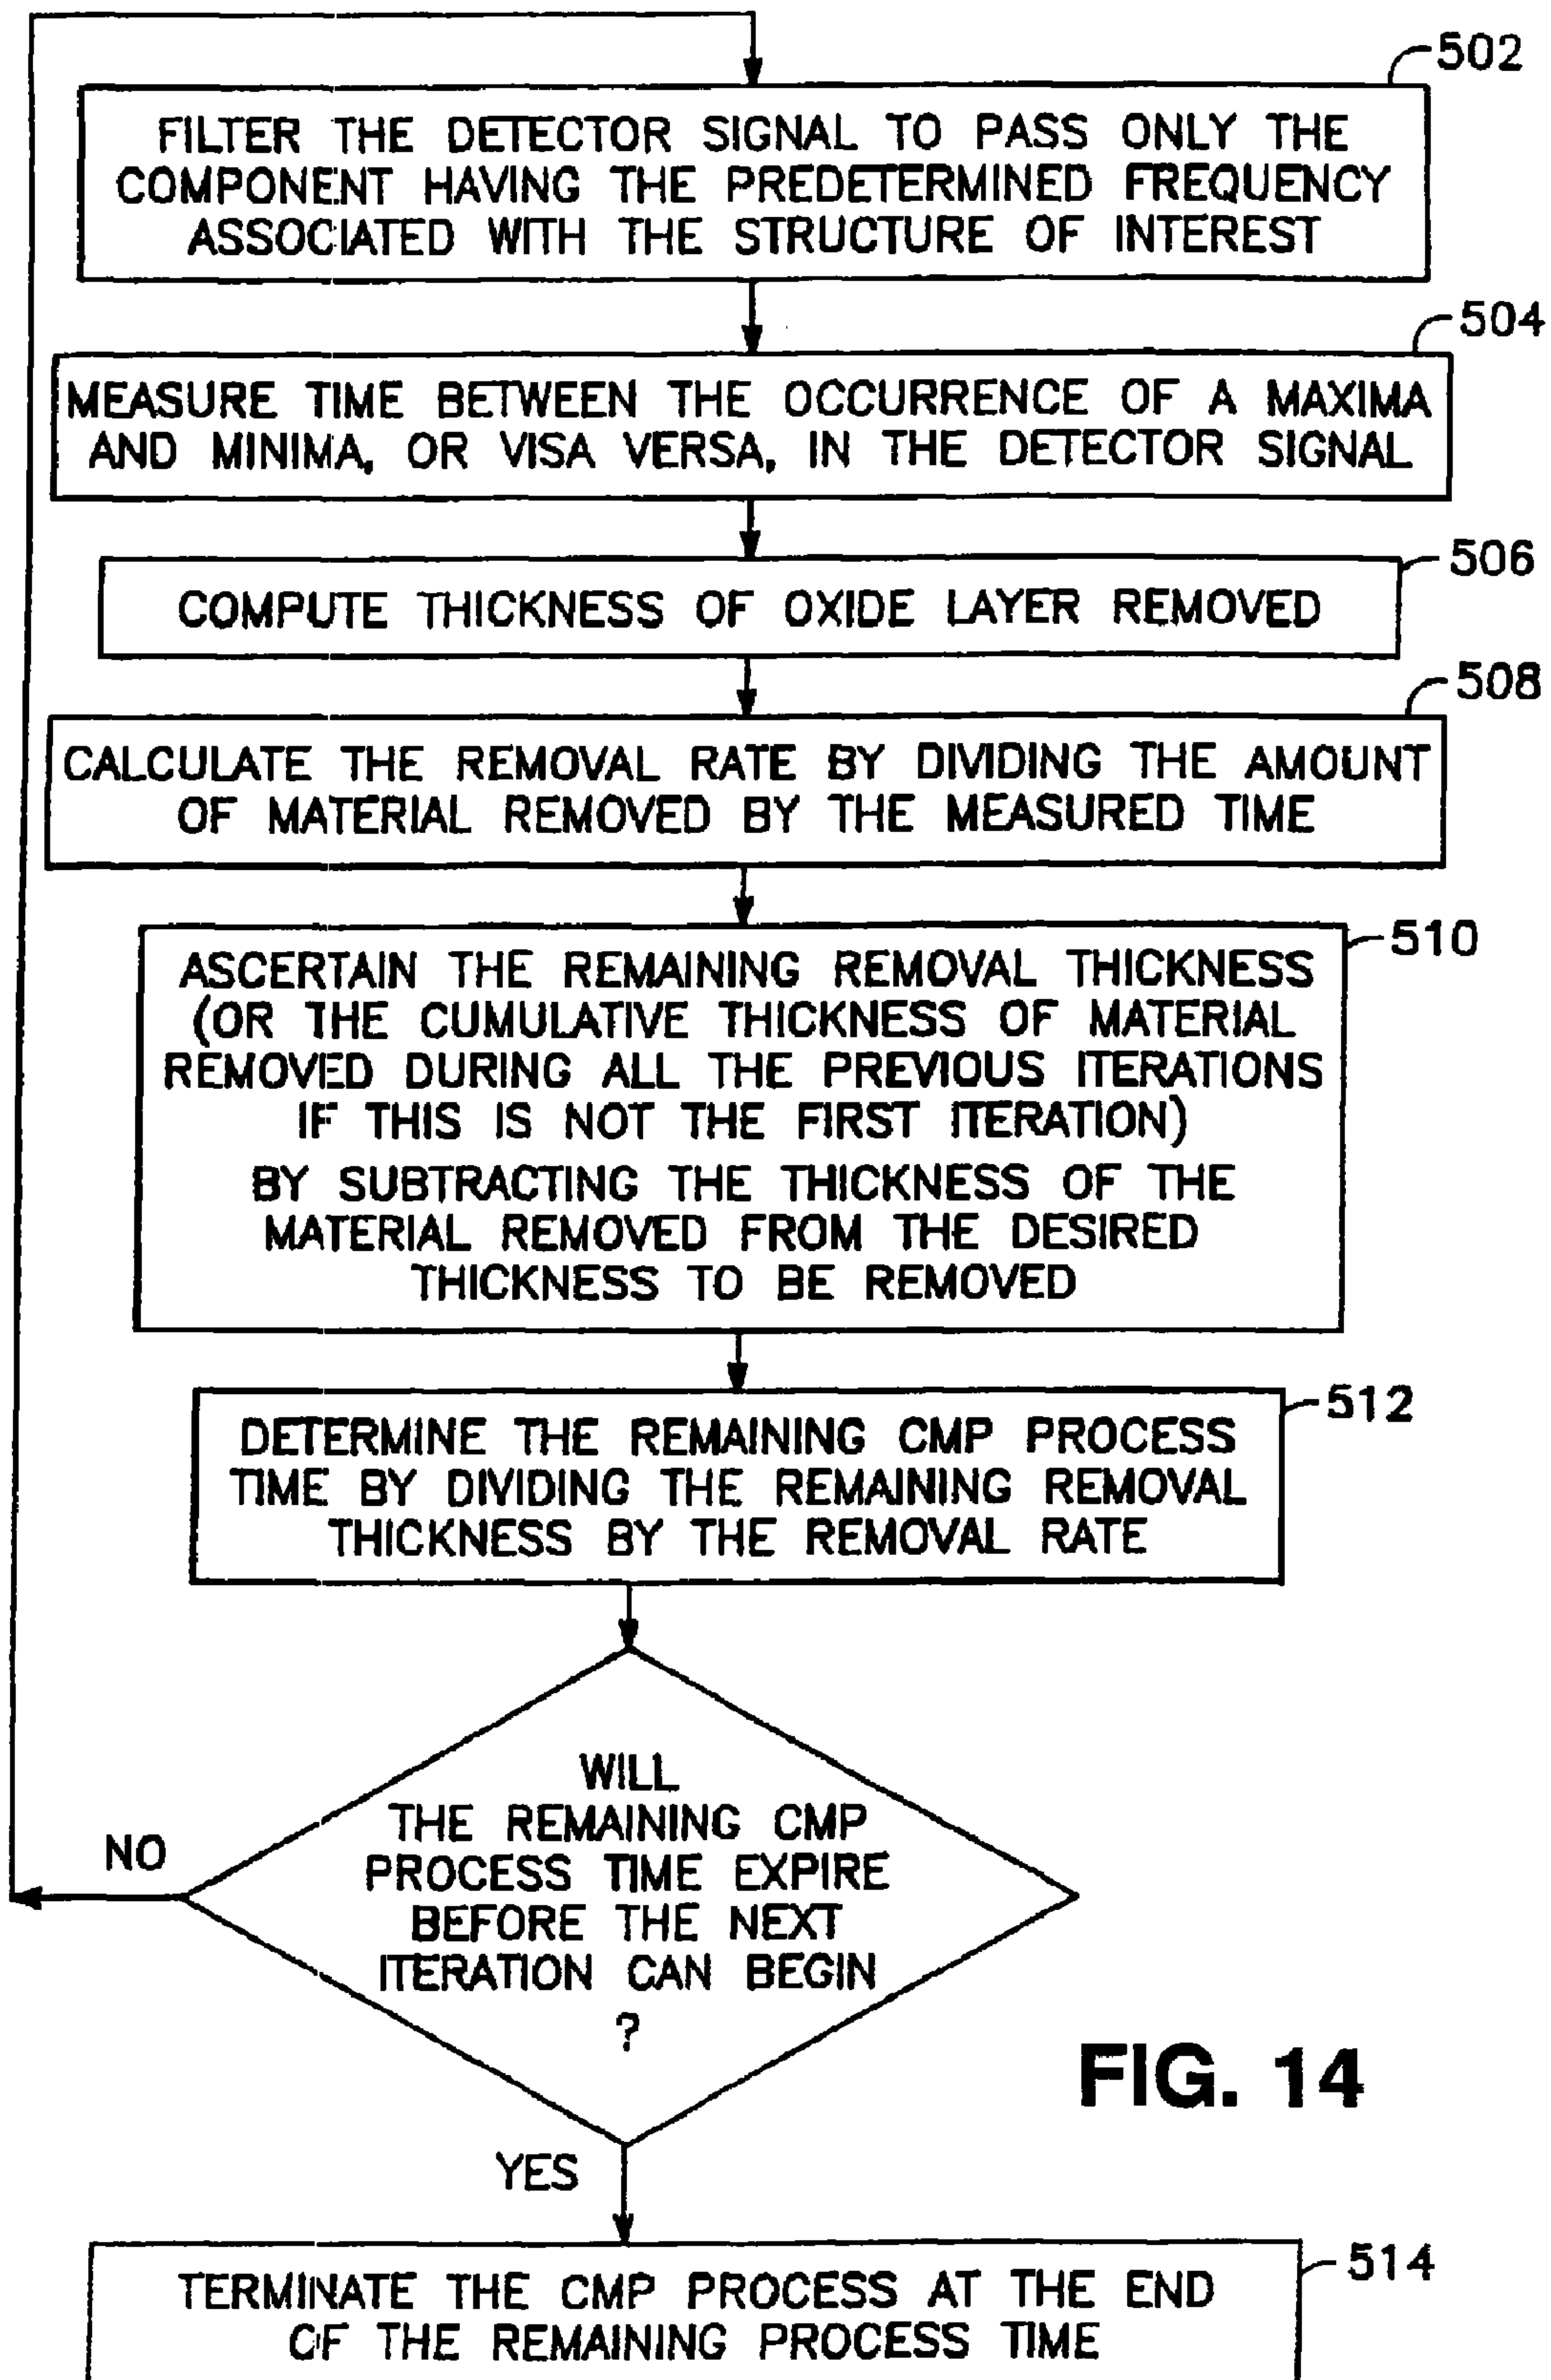 502
FILTER THE DETECTOR SIGNAL TO PASS ONLY THE
COMPONENT HAVING THE PREDETERMINED FREQUENCY
ASSOCIATED WITH THE STRUCTURE OF INTEREST
504
MEASURE TIME BETWEEN THE OCCURRENCE OF A MAXIMA
AND MINIMA, OR VISA VERSA, IN THE DETECTOR SIGNAL
506
COMPUTE THICKNESS OF OXIDE LAYER REMOVED
508
CALCULATE THE REMOVAL RATE BY DIVIDING THE AMOUNT
OF MATERIAL REMOVED BY THE MEASURED TIME
510
ASCERTAIN THE REMAINING REMOVAL THICKNESS
(OR THE CUMULATIVE THICKNESS OF MATERIAL
REMOVED DURING ALL THE PREVIOUS ITERATIONS
IF THIS IS NOT THE FIRST ITERATION)
BY SUBTRACTING THE THICKNESS OF THE
MATERIAL REMOVED FROM THE DESIRED
THICKNESS TO BE REMOVED
512
DETERMINE THE REMAINING CMP PROCESS
TIME BY DIVIDING THE REMAINING REMOVAL
THICKNESS BY THE REMOVAL RATE
WILL
THE REMAINING CMP
PROCESS TIME EXPIRE
BEFORE THE NEXT
ITERATION CAN BEGIN
?
NO
FIG. 14
YES
514
TERMINATE THE CMP PROCESS AT THE END
OF THE REMAINING PROCESS TIME